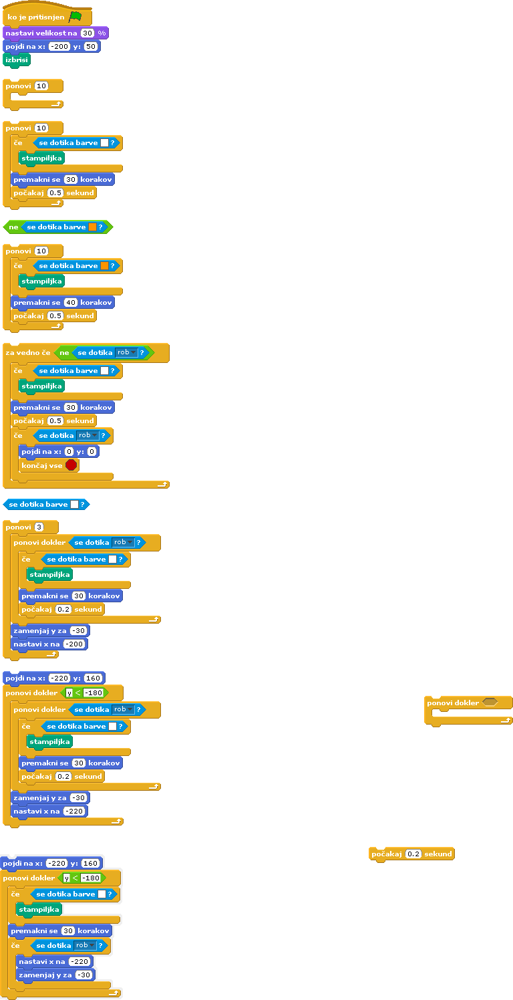 ko je pritisnjen
nastavi velikost na 30 %
pojdi na x: -200 y: 50
izbrisi
ponovi 10
ponovi 10
če se dotika barve ?
stampiljka
premakni se 30 korakov
počakaj 0.5 sekund
ne se dotika barve ?
ponovi 10
če se dotika barve ?
stampiljka
premakni se 40 korakov
počakaj 0.5 sekund
za vedno če ne se dotika rob ?
če se dotika barve ?
stampiljka
premakni se 30 korakov
počakaj 0.5 sekund
če se dotika rob ?
pojdi na x: 0 y: 0
končaj vse
se dotika barve ?
ponovi 3
ponovi dokler se dotika rob ?
če se dotika barve ?
stampiljka
premakni se 30 korakov
počakaj 0.2 sekund
zamenjaj y za -30
nastavi x na -200
pojdi na x: -220 y: 160
ponovi dokler y < -180
ponovi dokler se dotika rob ?
če se dotika barve ?
stampiljka
premakni se 30 korakov
počakaj 0.2 sekund
zamenjaj y za -30
nastavi x na -220
ponovi dokler
počakaj 0.2 sekund
pojdi na x: -220 y: 160
ponovi dokler y < -180
če se dotika barve ?
stampiljka
premakni se 30 korakov
če se dotika rob ?
nastavi x na -220
zamenjaj y za -30